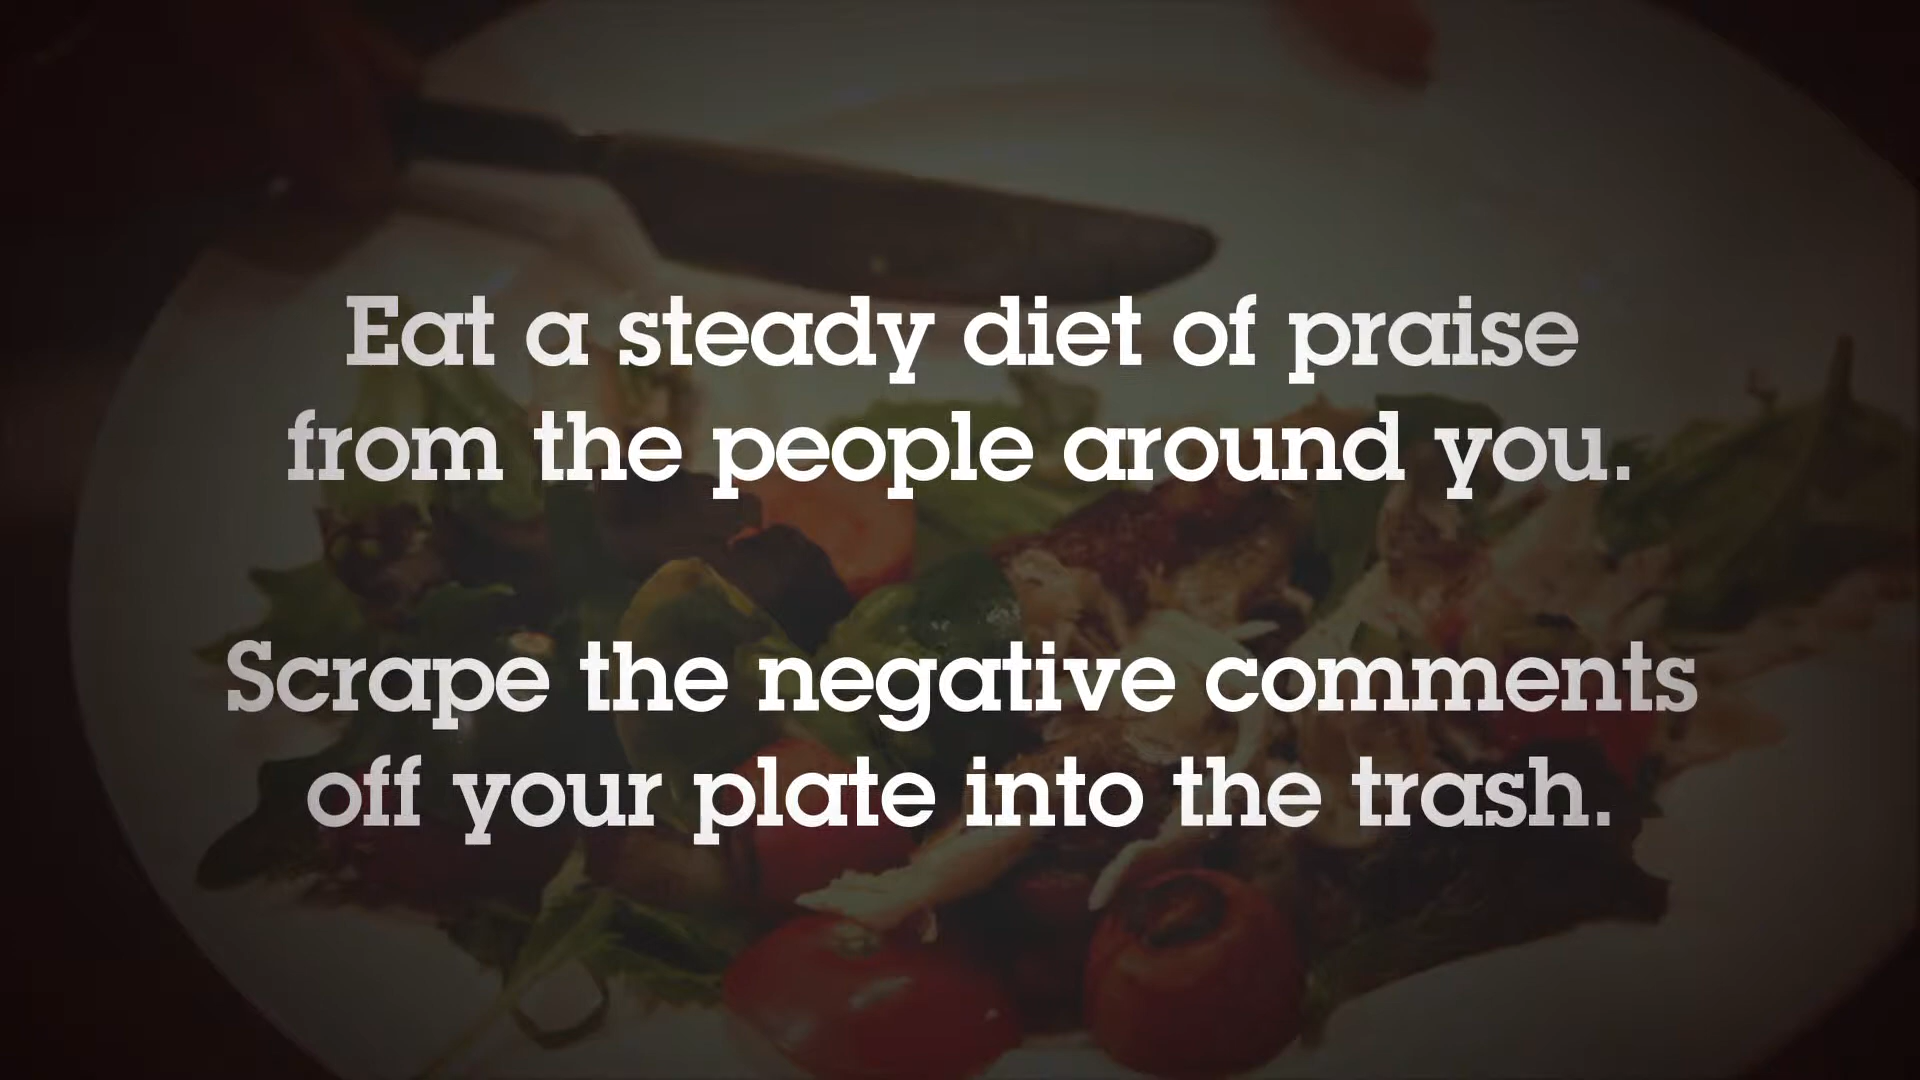 Eat a steady diet of praise
from the people around you.
Scrape the negative comments
off your plate into the trash.